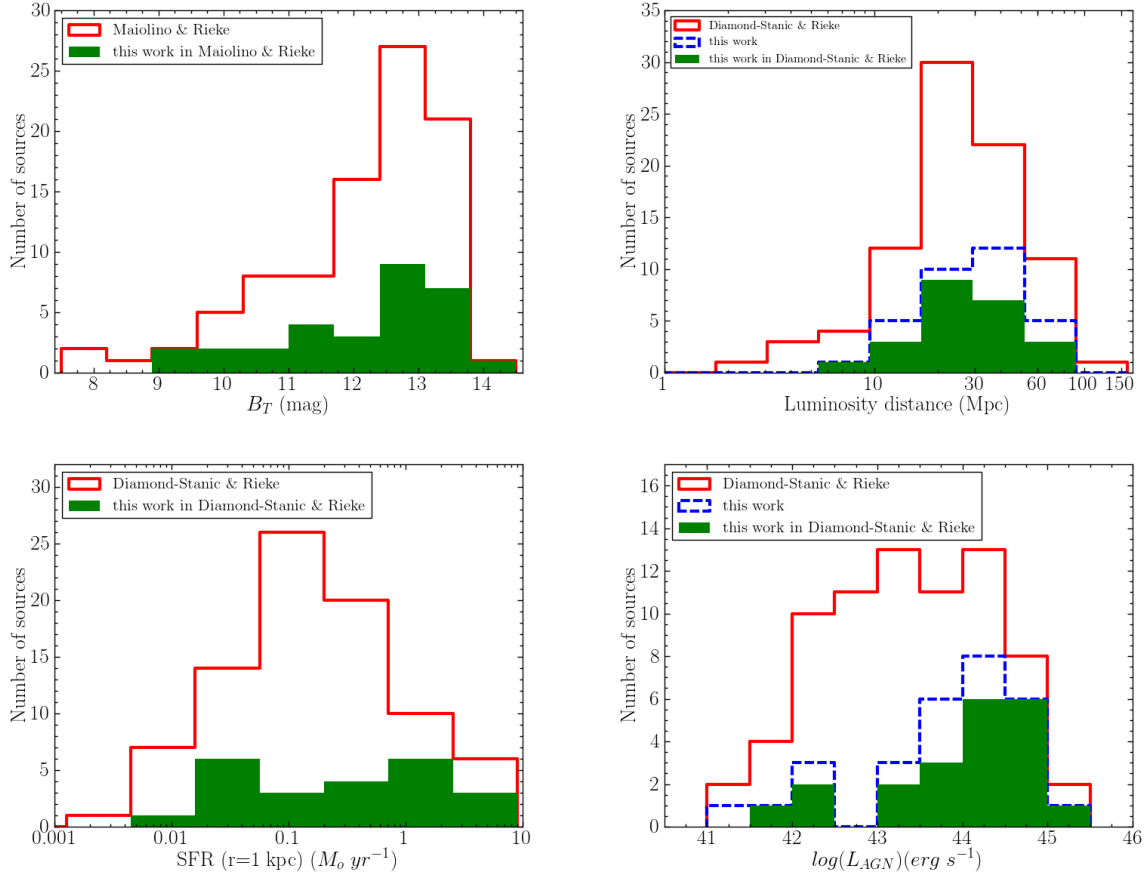 Maiolino & Rieke
this work in Maiolino & Rieke
Number of sources
30
25
20
15
10
5
0
8 9 10 11 12 13 14
B_T (mag)
Diamond-Stanic & Rieke
this work
this work in Diamond-Stanic & Rieke
Number of sources
35
30
25
20
15
10
5
0
1 10 30 60 100 150
Luminosity distance (Mpc)
Diamond-Stanic & Rieke
this work in Diamond-Stanic & Rieke
Number of sources
30
25
20
15
10
5
0
0.001 0.01 0.1 1 10
SFR (r=1 kpc) (M_o yr^{-1})
Diamond-Stanic & Rieke
this work
this work in Diamond-Stanic & Rieke
Number of sources
16
14
12
10
8
6
4
2
0
41 42 43 44 45 46
log(L_{AGN})(erg s^{-1})